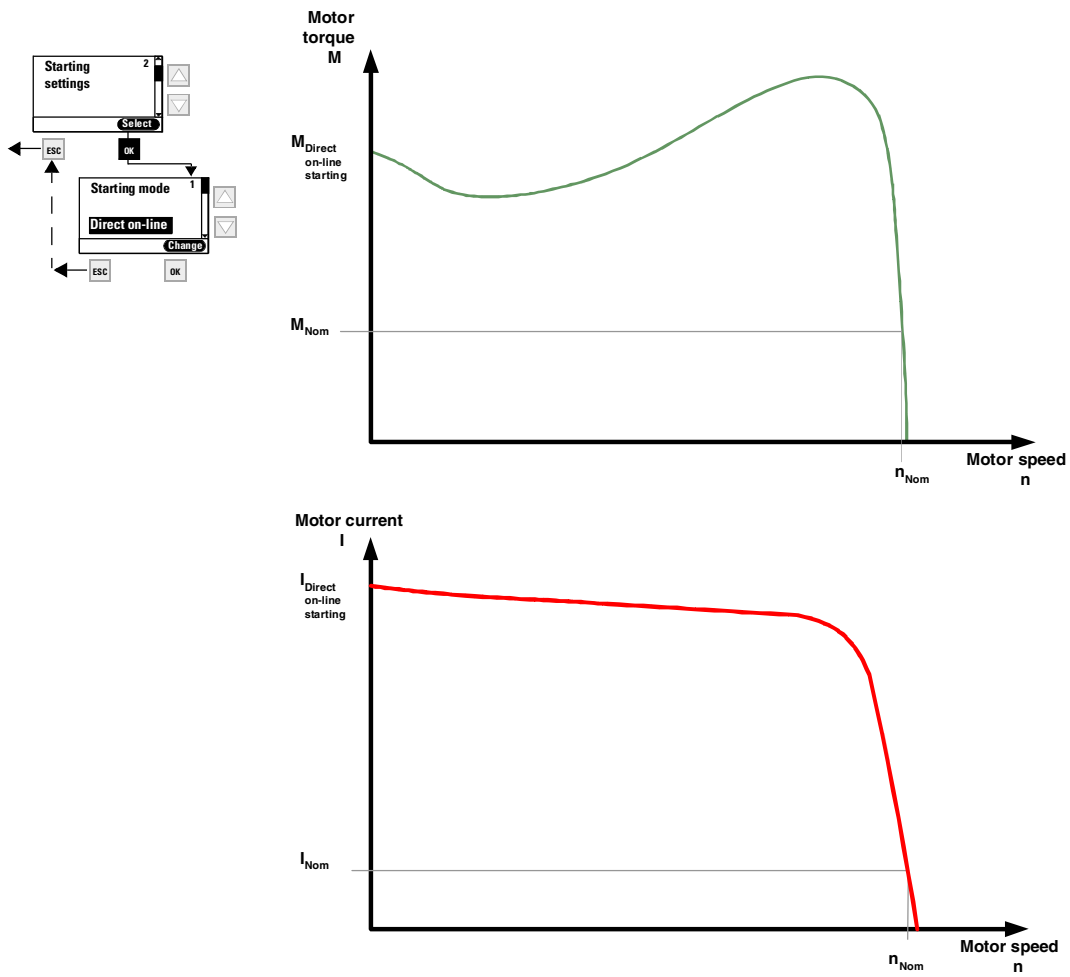 Starting 2
settings
Select
ESC
OK
Starting mode 1
Direct on-line
Change
ESC
OK
Motor
torque
M
M Direct
on-line
starting
M Nom
n Nom
Motor speed
n
Motor current
I
I Direct
on-line
starting
I Nom
n Nom
Motor speed
n